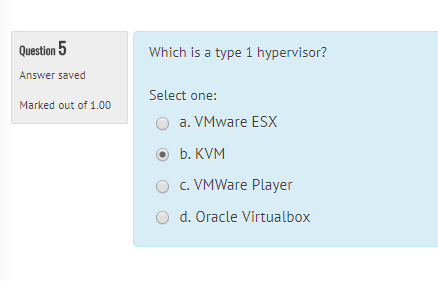 Question 5
Answer saved
Marked out of 1.00
Which is a type 1 hypervisor?
Select one:
a. VMware ESX
b. KVM
c. VMWare Player
d. Oracle Virtualbox